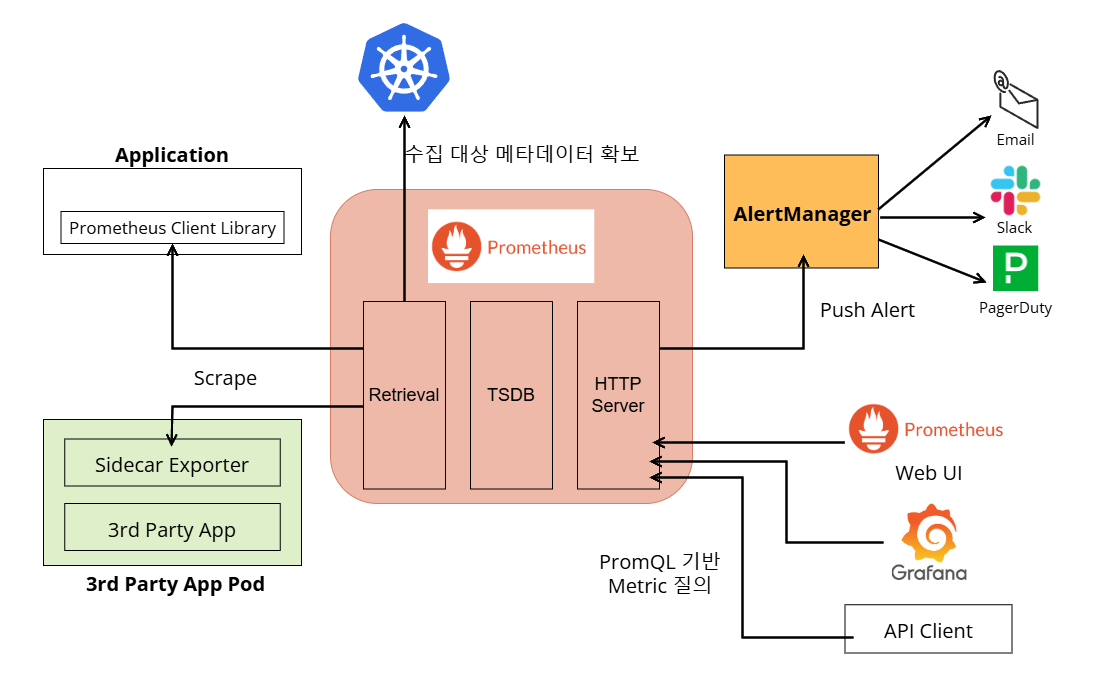 수집 대상 메타데이터 확보
Application
Prometheus Client Library
Prometheus
AlertManager
Email
Slack
PagerDuty
Push Alert
Scrape
Retrieval
TSDB
HTTP
Server
Sidecar Exporter
3rd Party App
3rd Party App Pod
Prometheus
Web UI
Grafana
PromQL 기반
Metric 질의
API Client